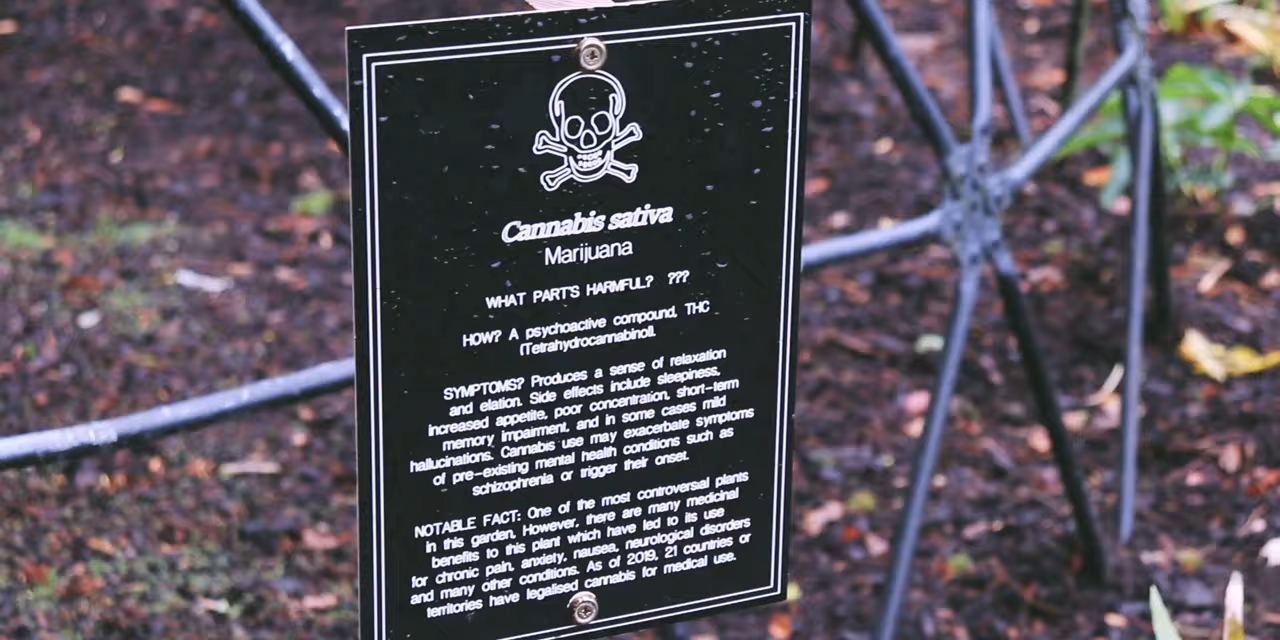 Cannabis sativa
Marijuana
WHAT PART'S HARMFUL? ???
HOW? A psychoactive compound, THC
(Tetrahydrocannabinol).
SYMPTOMS? Produces a sense of relaxation
and elation. Side effects include sleepiness,
increased appetite, poor concentration, short-term
memory impairment, and in some cases mild
hallucinations. Cannabis use may exacerbate symptoms
of pre-existing mental health conditions such as
schizophrenia or trigger their onset.
NOTABLE FACT: One of the most controversial plants
in this garden. However, there are many medicinal
benefits to this plant which have led to its use
for chronic pain, anxiety, nausea, neurological disorders
and many other conditions. As of 2019, 21 countries or
territories have legalised cannabis for medical use.